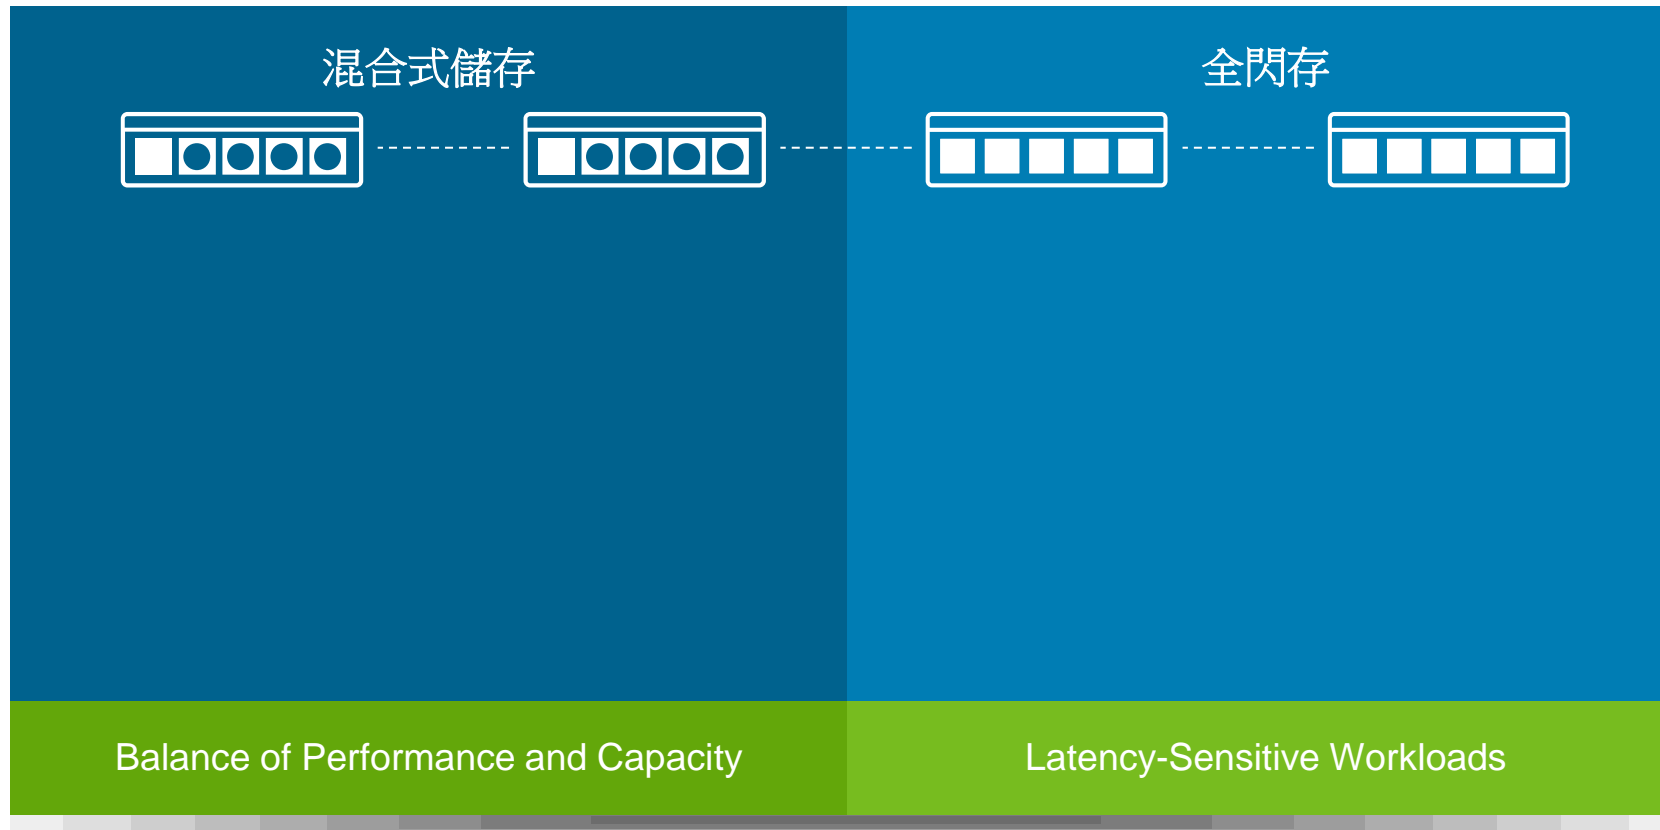 混合式儲存
全閃存
Balance of Performance and Capacity
Latency-Sensitive Workloads